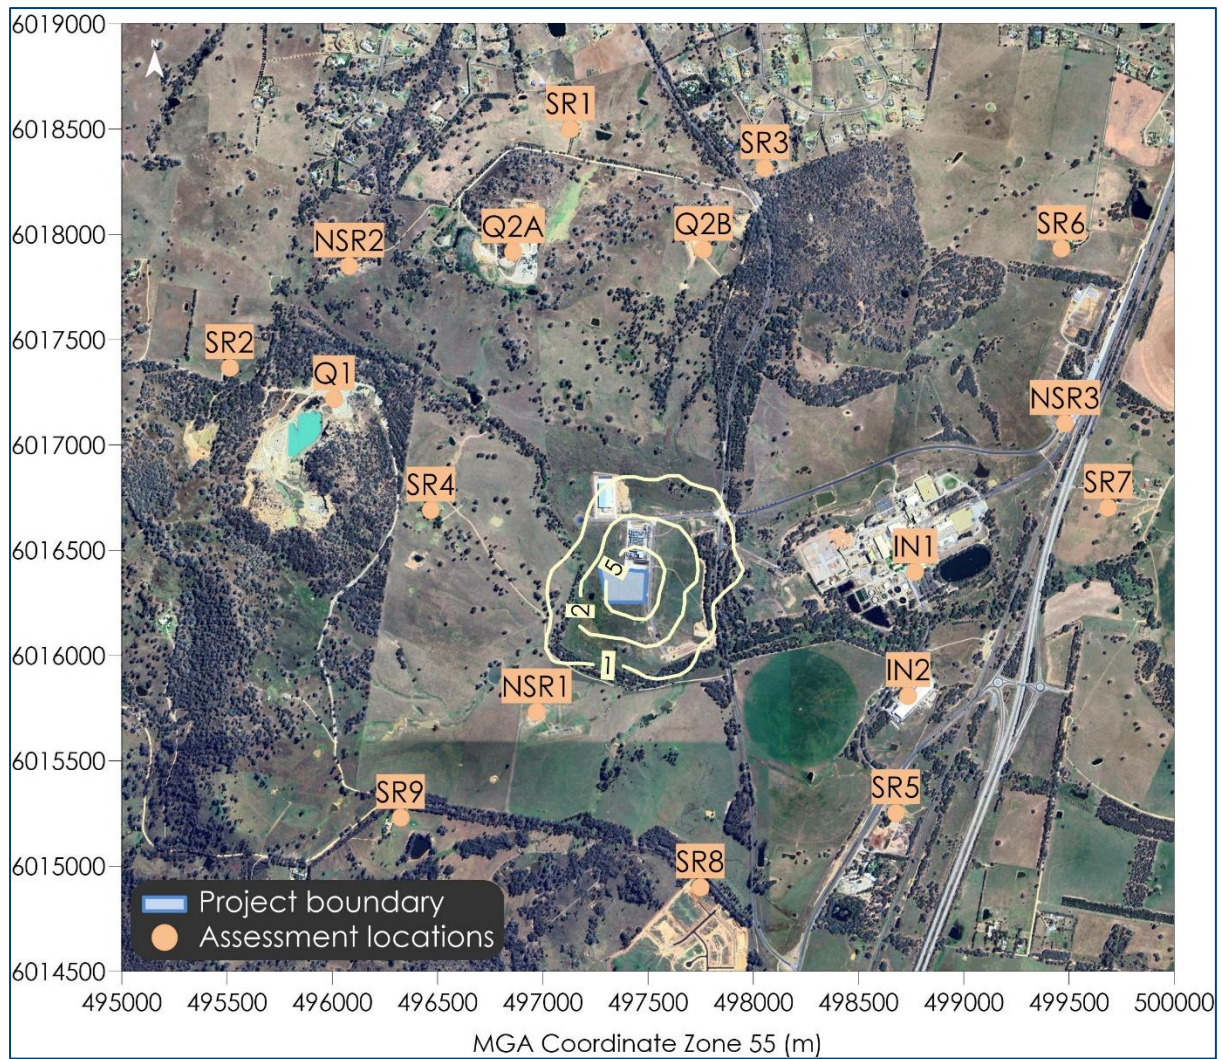 6019000
6018500
6018000
6017500
6017000
6016500
6016000
6015500
6015000
6014500
N
SR1
SR3
Q2A
Q2B
NSR2
SR6
SR2
Q1
NSR3
SR4
SR7
IN1
5
2
1
NSR1
IN2
SR9
SR5
SR8
Project boundary
Assessment locations
495000 495500 496000 496500 497000 497500 498000 498500 499000 499500 500000
MGA Coordinate Zone 55 (m)